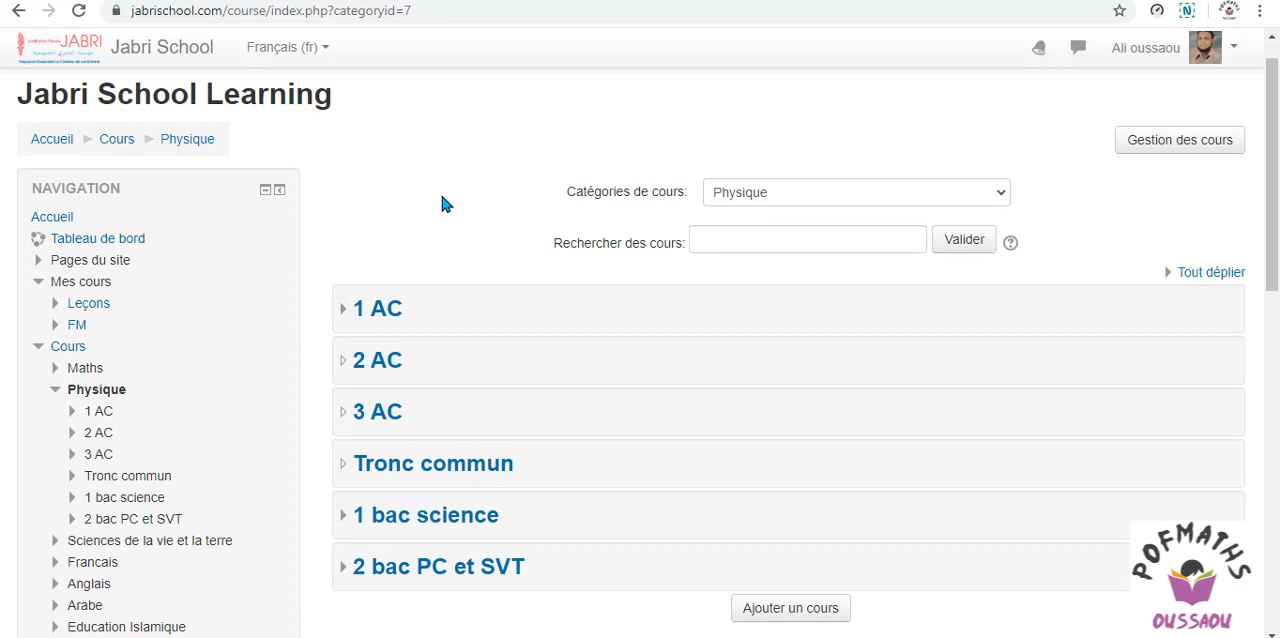 jabrischool.com/course/index.php?categoryid=7
JABRI
Jabri School
Français (fr)
Ali oussaou
Jabri School Learning
Accueil
Cours
Physique
Gestion des cours
NAVIGATION
Accueil
Tableau de bord
Pages du site
Mes cours
Leçons
FM
Cours
Maths
Physique
1 AC
2 AC
3 AC
Tronc commun
1 bac science
2 bac PC et SVT
Sciences de la vie et la terre
Francais
Anglais
Arabe
Education Islamique
Catégories de cours:
Physique
Rechercher des cours:
Valider
Tout déplier
1 AC
2 AC
3 AC
Tronc commun
1 bac science
2 bac PC et SVT
Ajouter un cours
POFMATHS
OUSSAOU